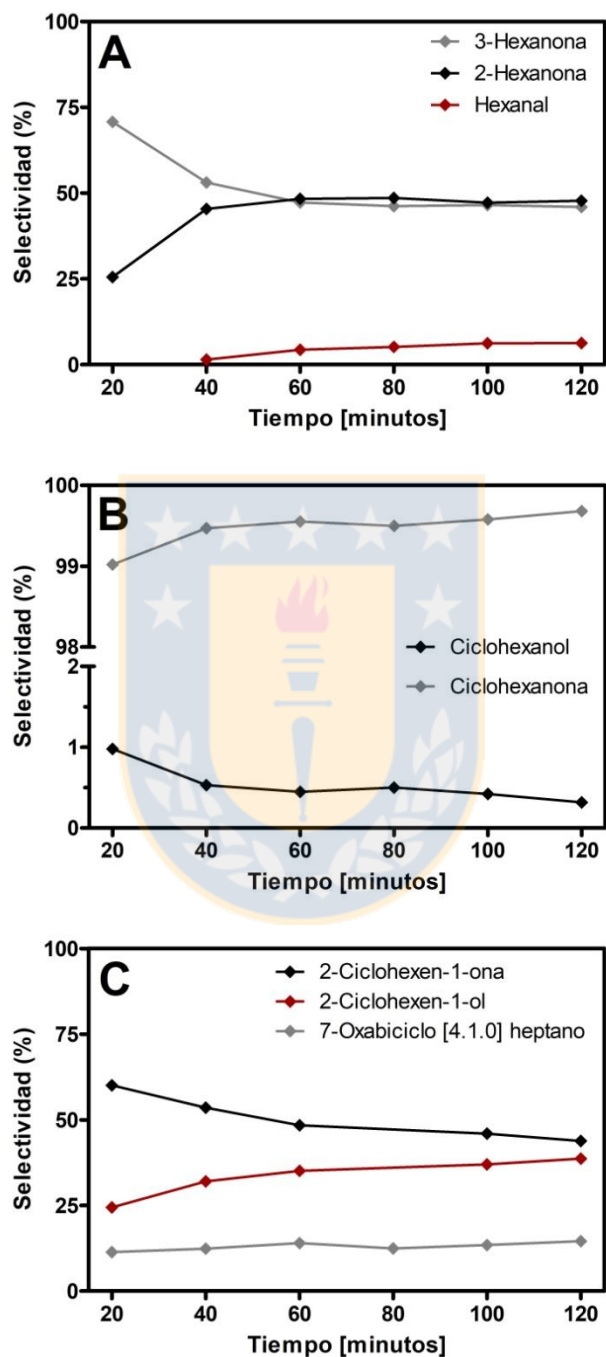 100
A
3-Hexanona
2-Hexanona
Hexanal
75
50
25
0
Selectividad (%)
20 40 60 80 100 120
Tiempo [minutos]
100
B
99
98
2
1
0
Selectividad (%)
Ciclohexanol
Ciclohexanona
20 40 60 80 100 120
Tiempo [minutos]
100
C
2-Ciclohexen-1-ona
2-Ciclohexen-1-ol
7-Oxabiciclo [4.1.0] heptano
75
50
25
0
Selectividad (%)
20 40 60 80 100 120
Tiempo [minutos]